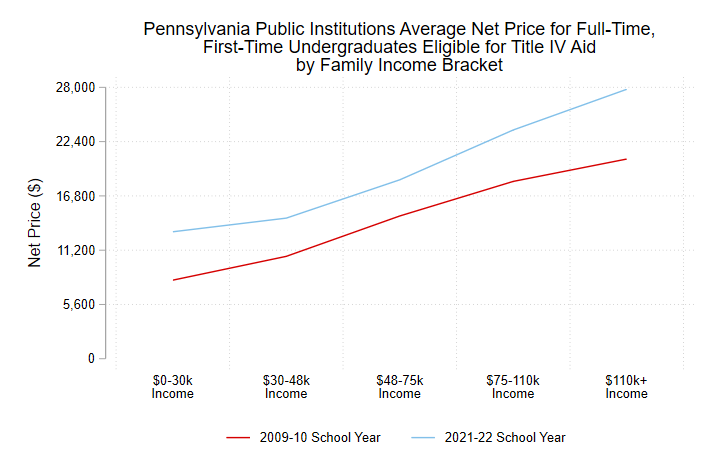 Pennsylvania Public Institutions Average Net Price for Full-Time,
First-Time Undergraduates Eligible for Title IV Aid
by Family Income Bracket
Net Price ($)
28,000
22,400
16,800
11,200
5,600
0
$0-30k
Income
$30-48k
Income
$48-75k
Income
$75-110k
Income
$110k+
Income
2009-10 School Year
2021-22 School Year